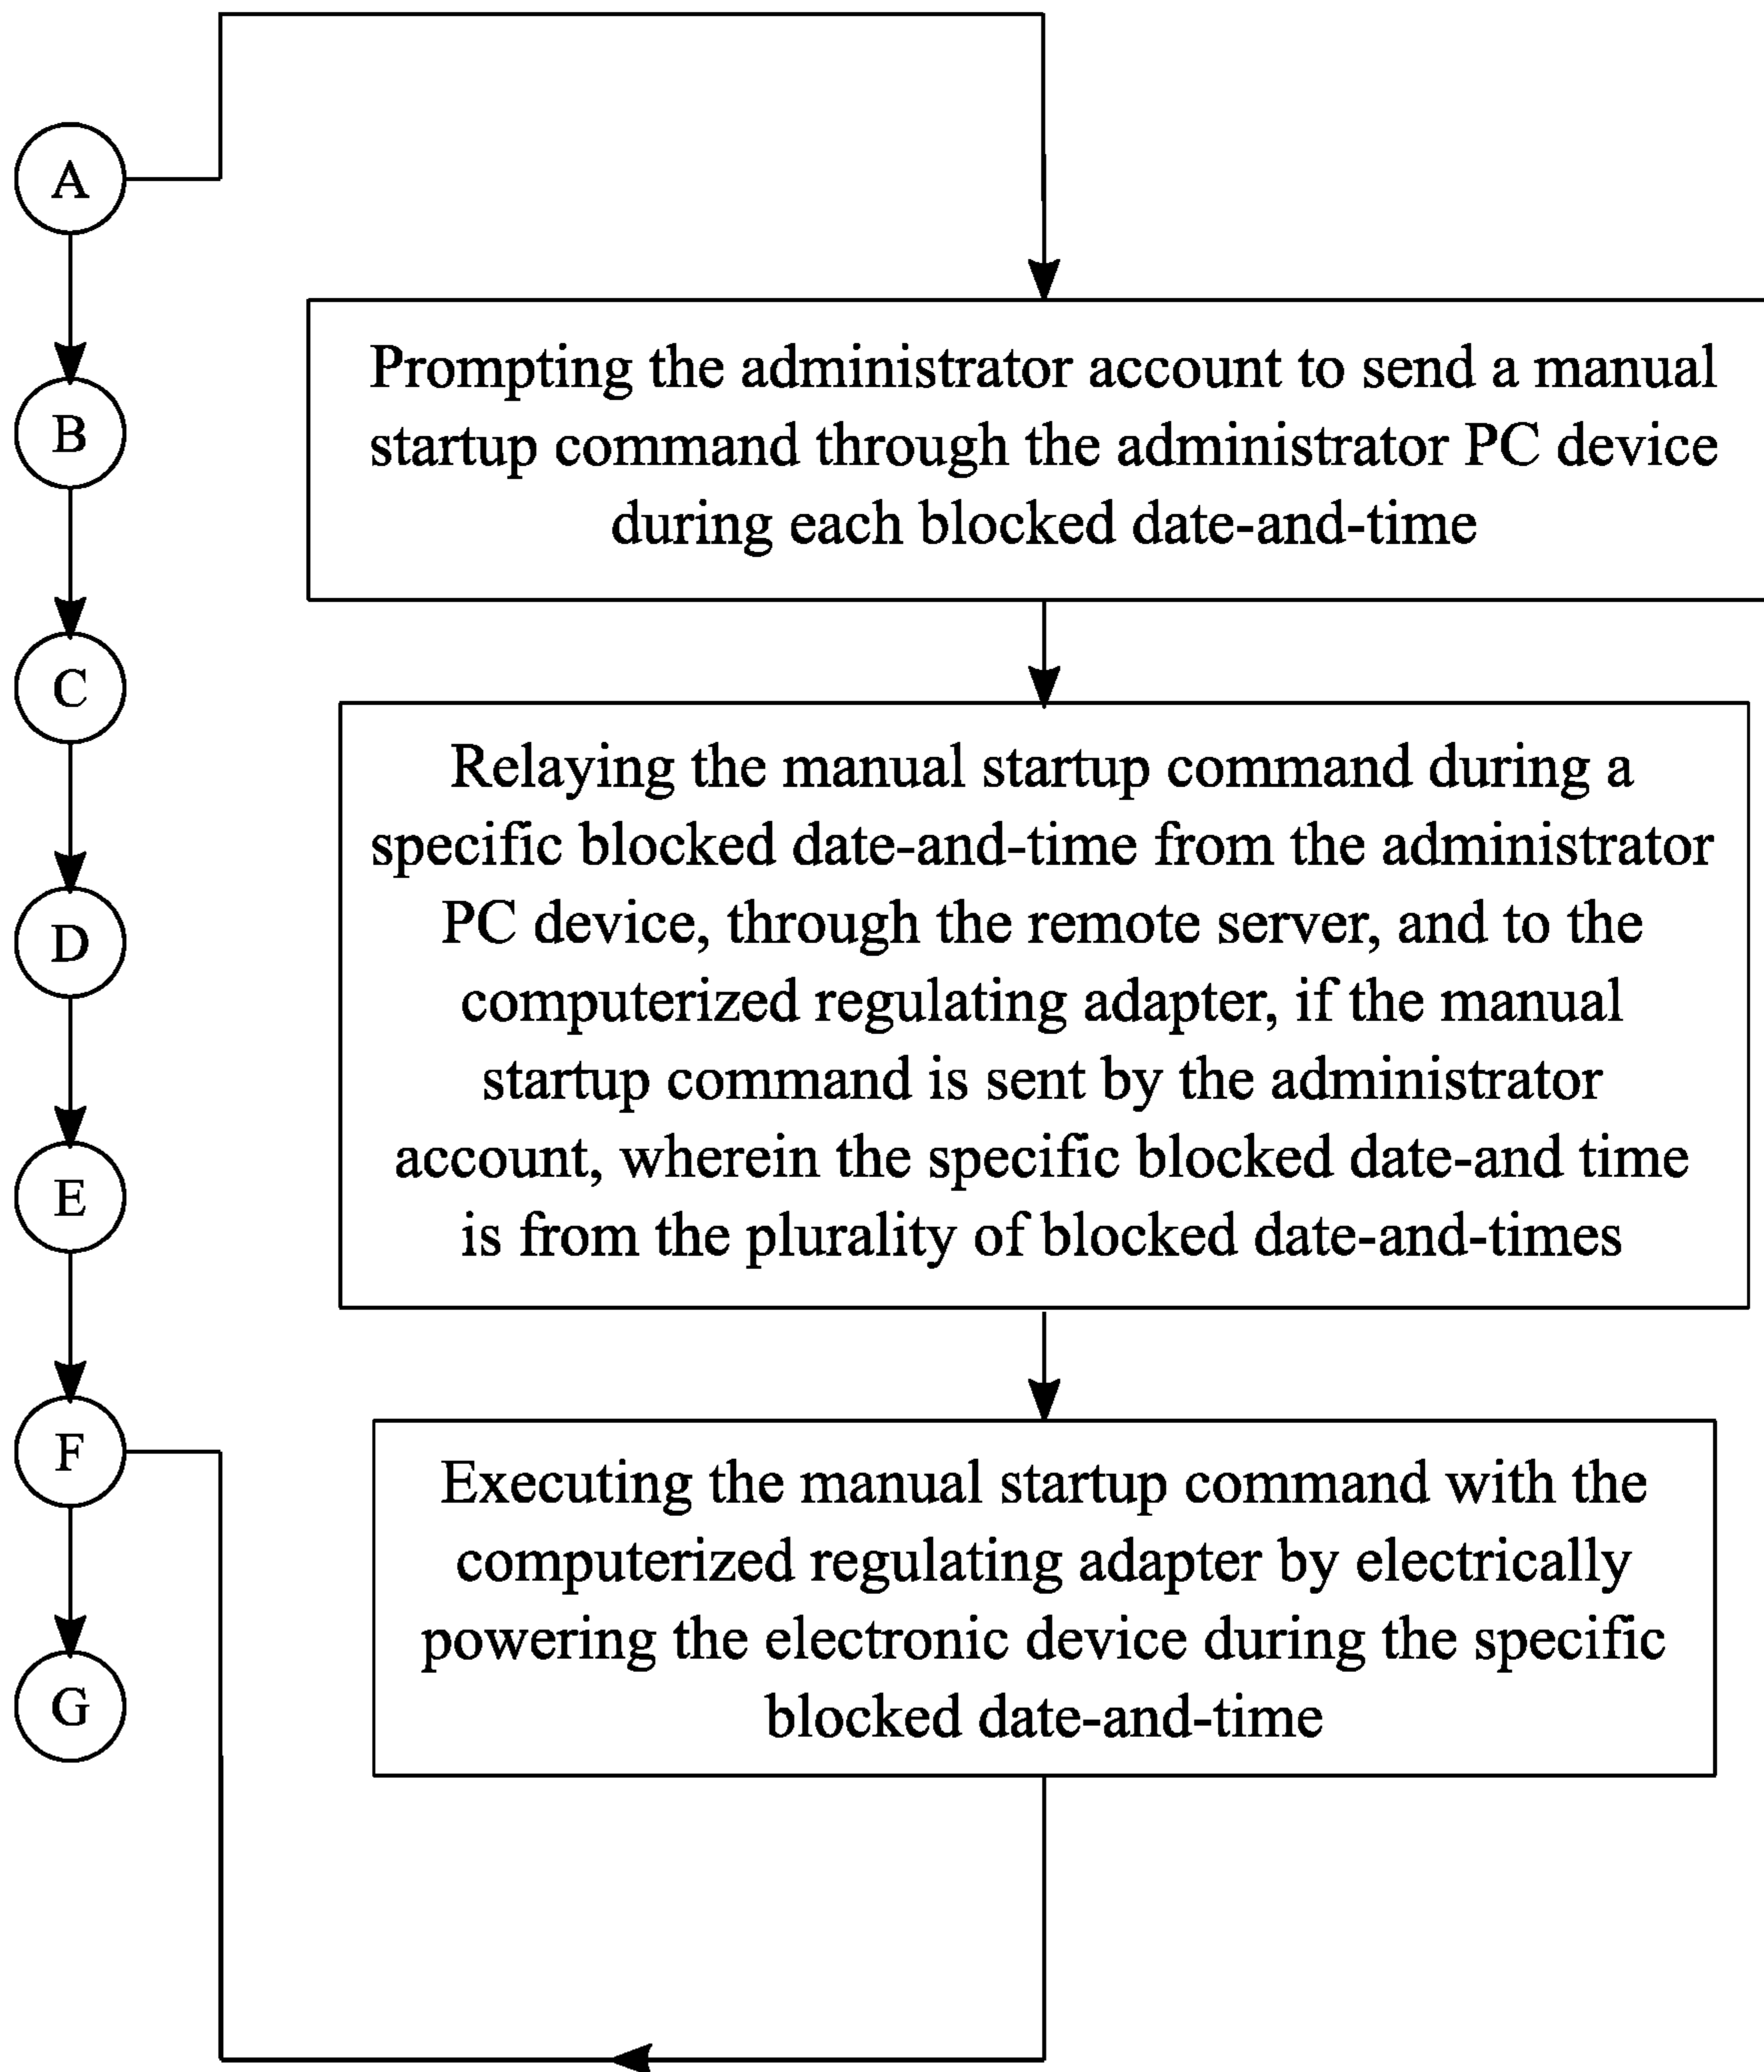 A
B
C
D
E
F
G
Prompting the administrator account to send a manual
startup command through the administrator PC device
during each blocked date-and-time
Relaying the manual startup command during a
specific blocked date-and-time from the administrator
PC device, through the remote server, and to the
computerized regulating adapter, if the manual
startup command is sent by the administrator
account, wherein the specific blocked date-and time
is from the plurality of blocked date-and-times
Executing the manual startup command with the
computerized regulating adapter by electrically
powering the electronic device during the specific
blocked date-and-time